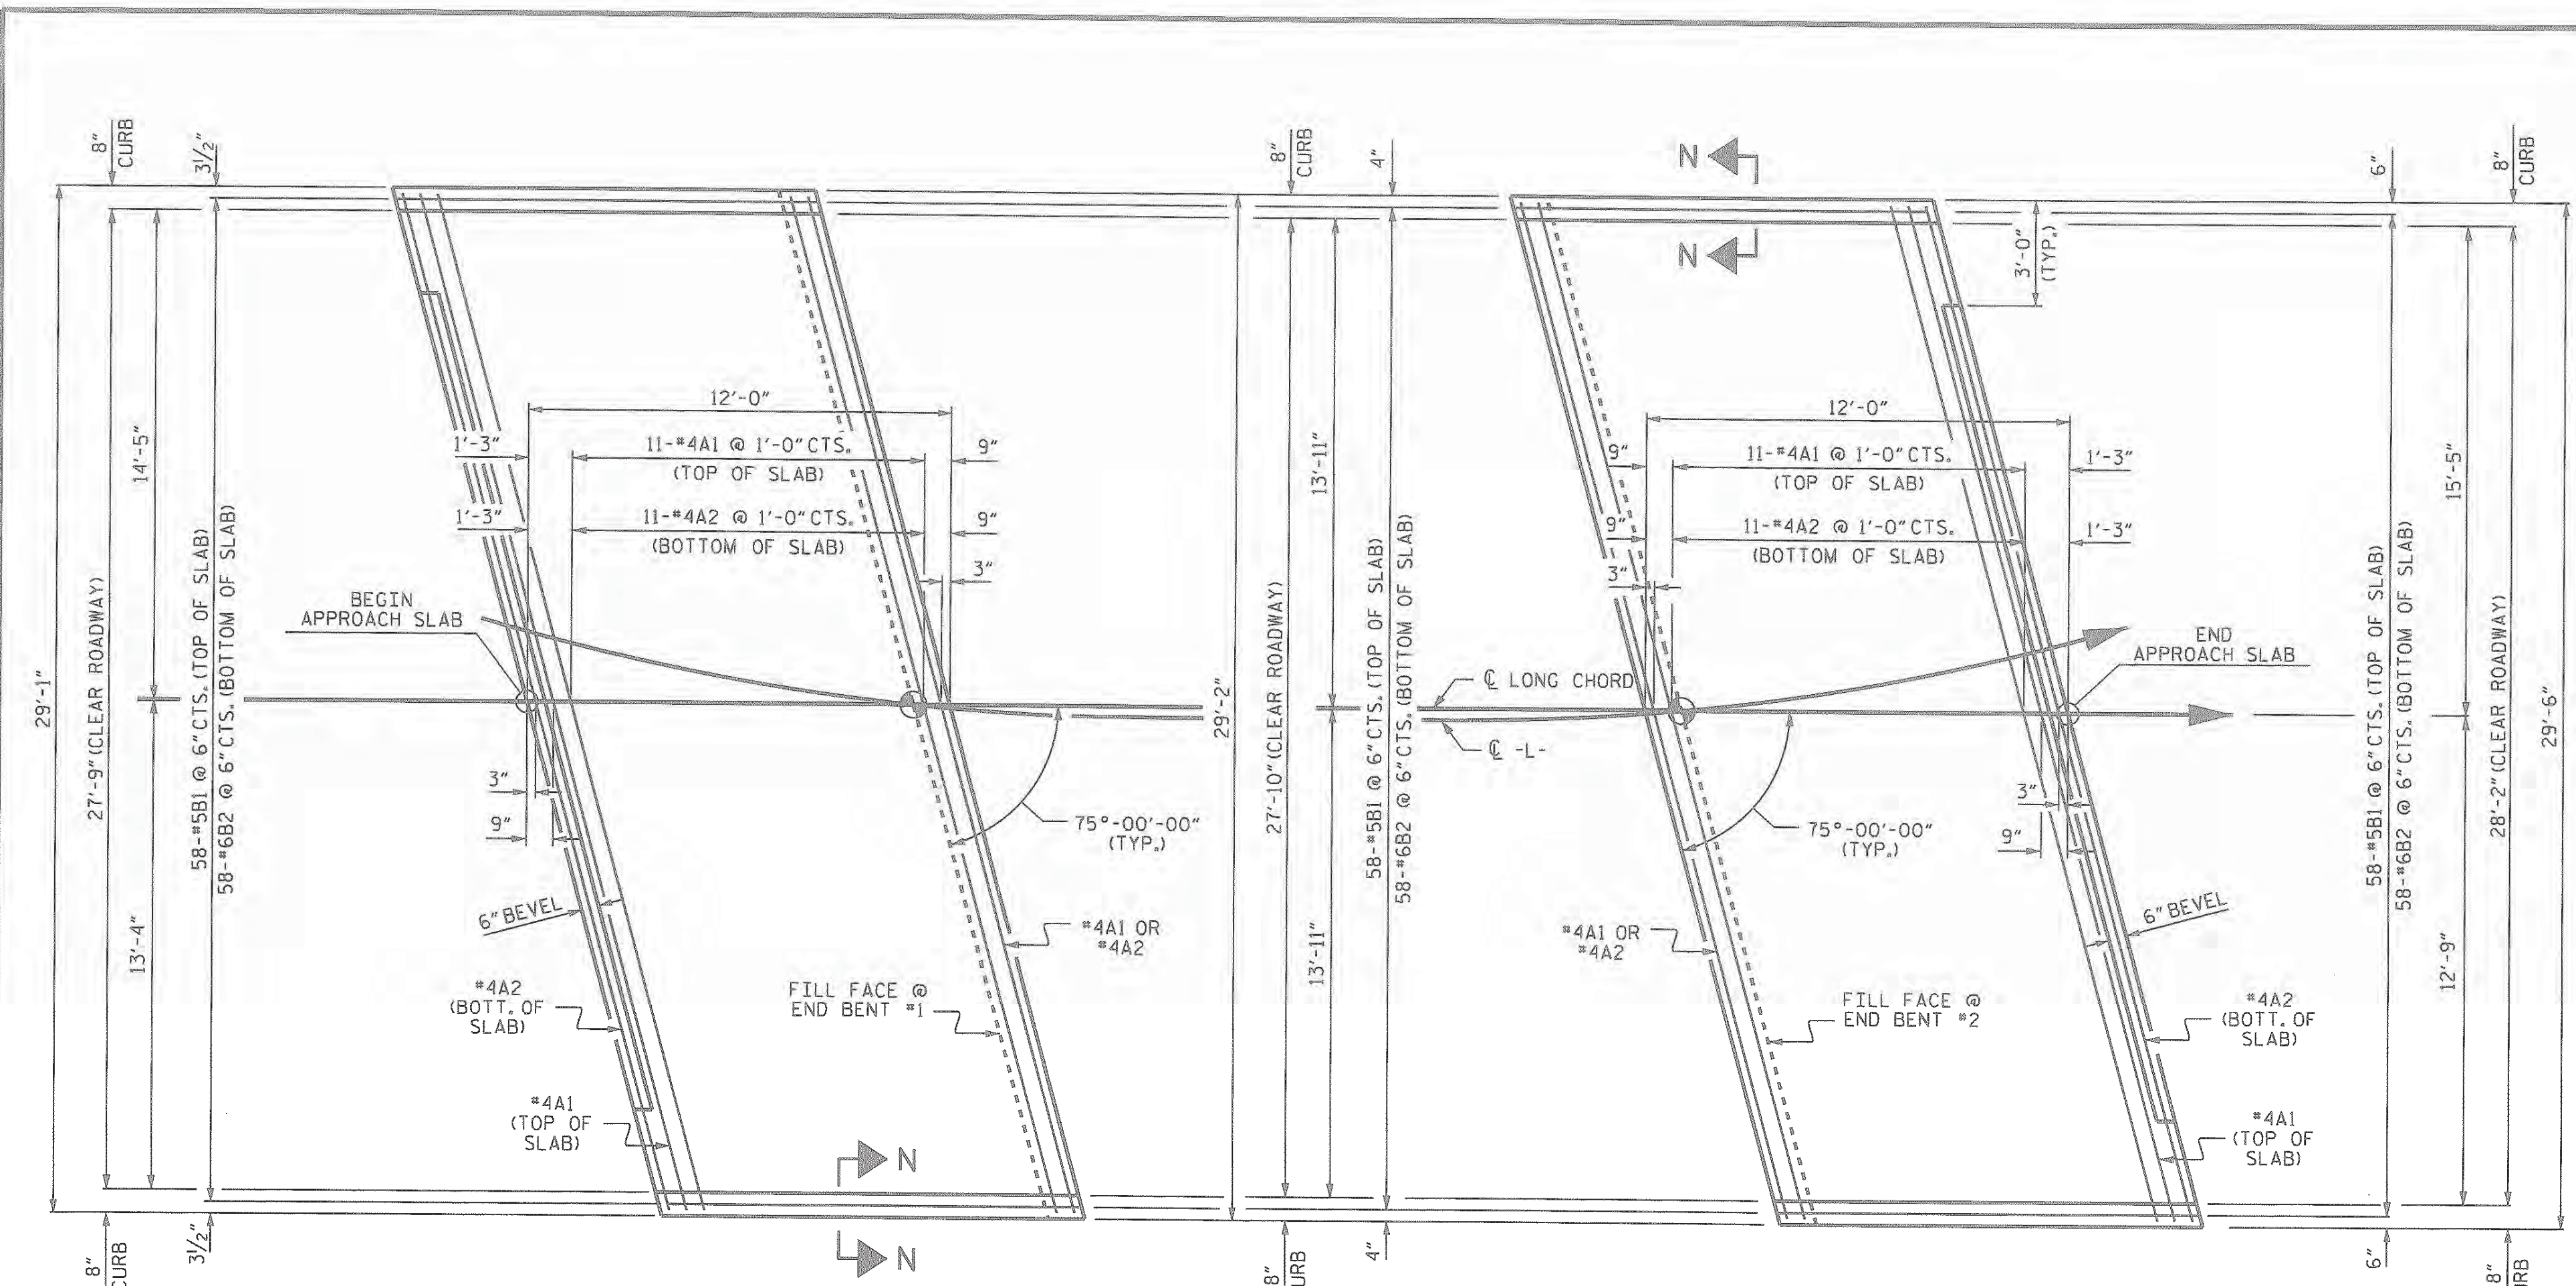 8"
CURB
3 1/2"
29'-1"
27'-9" (CLEAR ROADWAY)
14'-5"
13'-4"
58-#5B1 @ 6" CTS. (TOP OF SLAB)
58-#6B2 @ 6" CTS. (BOTTOM OF SLAB)
8"
CURB
3 1/2"
12'-0"
1'-3"
11-#4A1 @ 1'-0" CTS.
(TOP OF SLAB)
9"
1'-3"
11-#4A2 @ 1'-0" CTS.
(BOTTOM OF SLAB)
9"
3"
BEGIN
APPROACH SLAB
3"
9"
75°-00'-00"
(TYP.)
6" BEVEL
#4A1 OR
#4A2
#4A2
(BOTT. OF
SLAB)
FILL FACE @
END BENT #1
#4A1
(TOP OF
SLAB)
N
N
8"
CURB
4"
29'-2"
27'-10" (CLEAR ROADWAY)
13'-11"
13'-11"
58-#5B1 @ 6" CTS. (TOP OF SLAB)
58-#6B2 @ 6" CTS. (BOTTOM OF SLAB)
8"
URB
4"
N
N
3'-0"
(TYP.)
12'-0"
9"
11-#4A1 @ 1'-0" CTS.
(TOP OF SLAB)
1'-3"
9"
11-#4A2 @ 1'-0" CTS.
(BOTTOM OF SLAB)
1'-3"
3"
℄ LONG CHORD
℄ -L-
END
APPROACH SLAB
3"
9"
75°-00'-00"
(TYP.)
6" BEVEL
#4A1 OR
#4A2
FILL FACE @
END BENT #2
#4A2
(BOTT. OF
SLAB)
#4A1
(TOP OF
SLAB)
6"
8"
CURB
58-#5B1 @ 6" CTS. (TOP OF SLAB)
58-#6B2 @ 6" CTS. (BOTTOM OF SLAB)
15'-5"
12'-9"
28'-2" (CLEAR ROADWAY)
29'-6"
6"
8"
RB